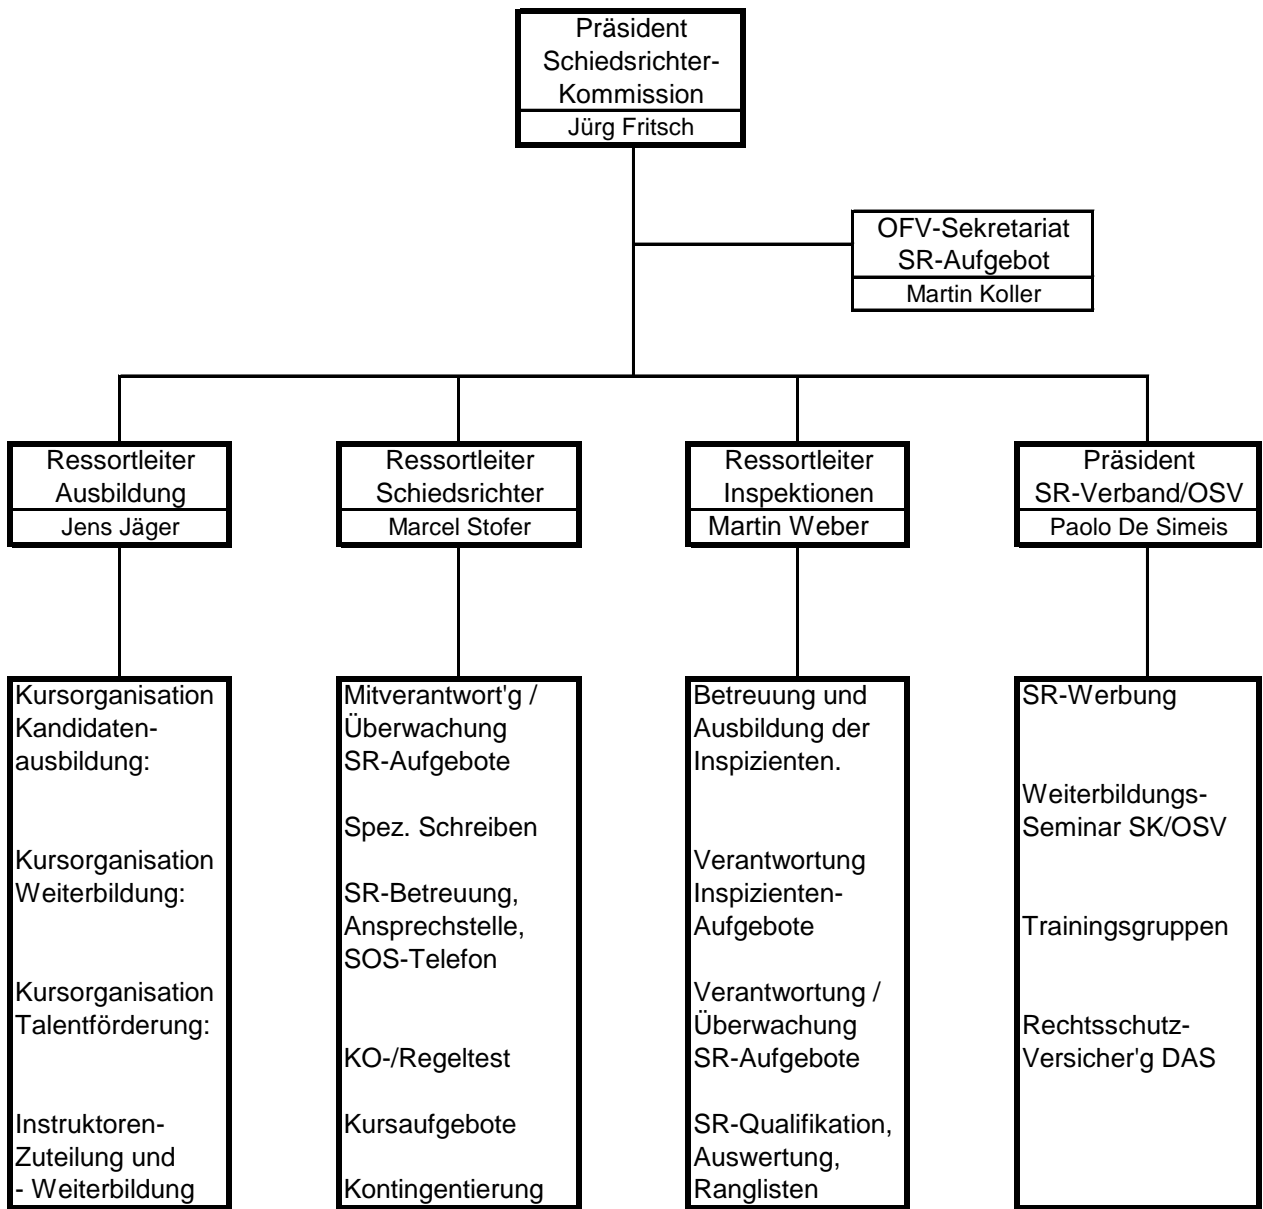 Präsident
Schiedsrichter-
Kommission
Jürg Fritsch
OFV-Sekretariat
SR-Aufgebot
Martin Koller
Ressortleiter
Ausbildung
Jens Jäger
Ressortleiter
Schiedsrichter
Marcel Stofer
Ressortleiter
Inspektionen
Martin Weber
Präsident
SR-Verband/OSV
Paolo De Simeis
Kursorganisation
Kandidaten-
ausbildung:
Kursorganisation
Weiterbildung:
Kursorganisation
Talentförderung:
Instruktoren-
Zuteilung und
- Weiterbildung
Mitverantwort'g /
Überwachung
SR-Aufgebote
Spez. Schreiben
SR-Betreuung,
Ansprechstelle,
SOS-Telefon
KO-/Regeltest
Kursaufgebote
Kontingentierung
Betreuung und
Ausbildung der
Inspizienten.
Verantwortung
Inspizienten-
Aufgebote
Verantwortung /
Überwachung
SR-Aufgebote
SR-Qualifikation,
Auswertung,
Ranglisten
SR-Werbung
Weiterbildungs-
Seminar SK/OSV
Trainingsgruppen
Rechtsschutz-
Versicher'g DAS